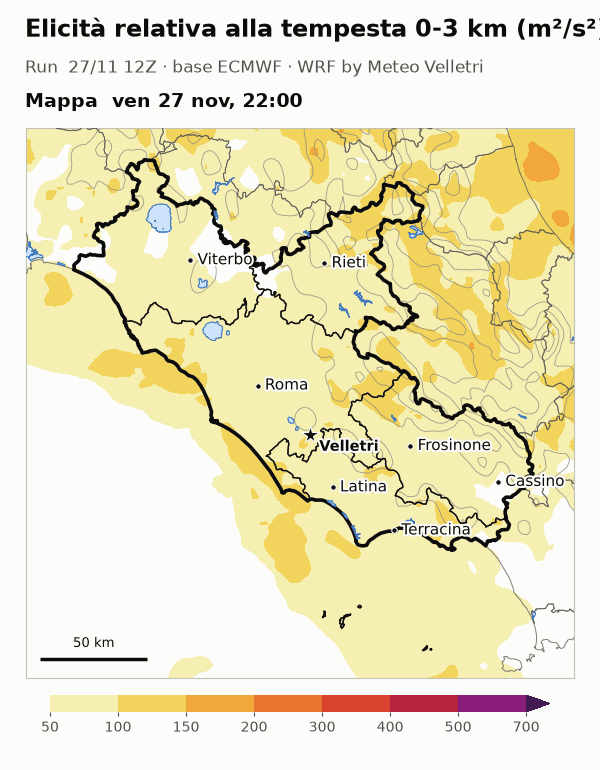 Elicità relativa alla tempesta 0-3 km (m²/s²)
Run  27/11 12Z · base ECMWF · WRF by Meteo Velletri
Mappa  ven 27 nov, 22:00
Viterbo
Rieti
Roma
Velletri
Frosinone
Cassino
Latina
Terracina
50 km
50 100 150 200 300 400 500 700